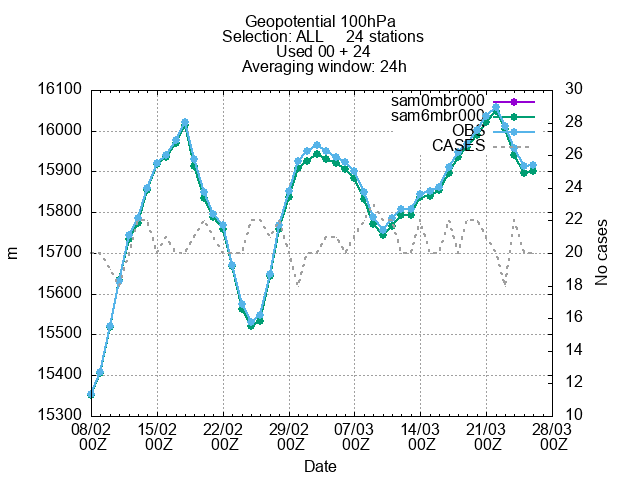 Geopotential 100hPa
Selection: ALL 24 stations
Used 00 + 24
Averaging window: 24h
16100
16000
15900
15800
15700
15600
15500
15400
15300
m
30
28
26
24
22
20
18
16
14
12
10
No cases
sam0mbr000
sam6mbr000
OBS
CASES
08/02 15/02 22/02 29/02 07/03 14/03 21/03 28/03
00Z 00Z 00Z 00Z 00Z 00Z 00Z 00Z
Date